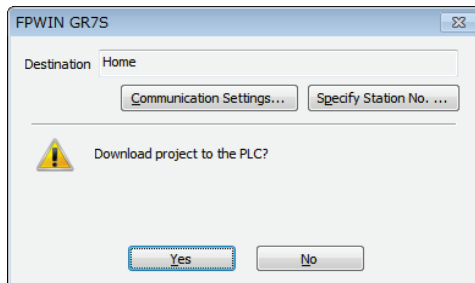 FPWIN GR7S
Destination Home
Communication Settings... Specify Station No. ...
Download project to the PLC?
Yes No